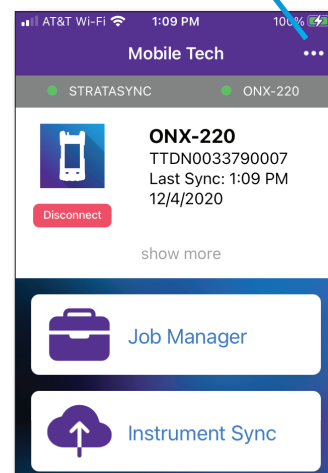 AT&T Wi-Fi 1:09 PM 100%
Mobile Tech
STRATASYNC ONX-220
ONX-220
TTDN0033790007
Last Sync: 1:09 PM
12/4/2020
Disconnect
show more
Job Manager
Instrument Sync